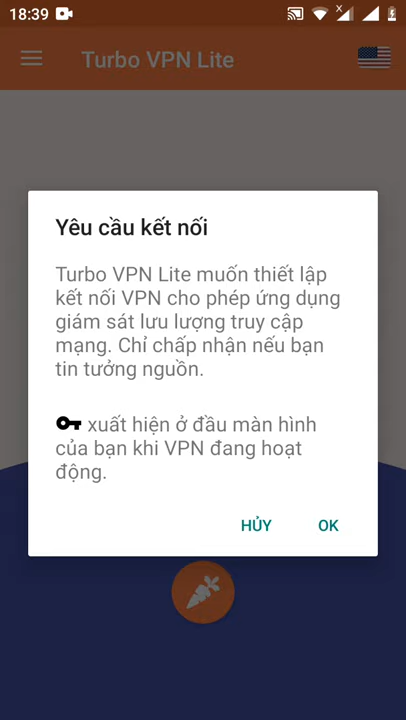 18:39
Turbo VPN Lite
Yêu cầu kết nối
Turbo VPN Lite muốn thiết lập
kết nối VPN cho phép ứng dụng
giám sát lưu lượng truy cập
mạng. Chỉ chấp nhận nếu bạn
tin tưởng nguồn.
xuất hiện ở đầu màn hình
của bạn khi VPN đang hoạt
động.
HỦY OK